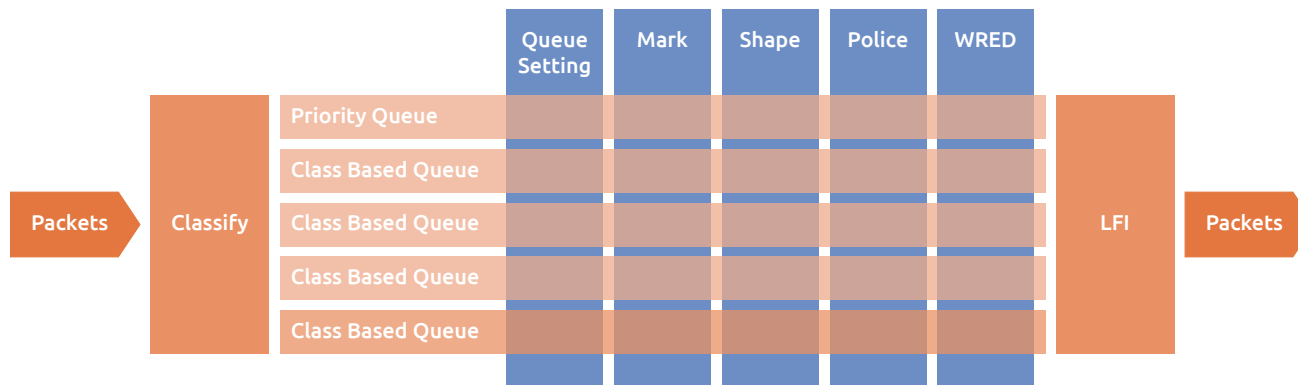 Queue
Setting
Mark
Shape
Police
WRED
Priority Queue
Class Based Queue
Class Based Queue
Class Based Queue
Class Based Queue
Packets
Classify
LFI
Packets